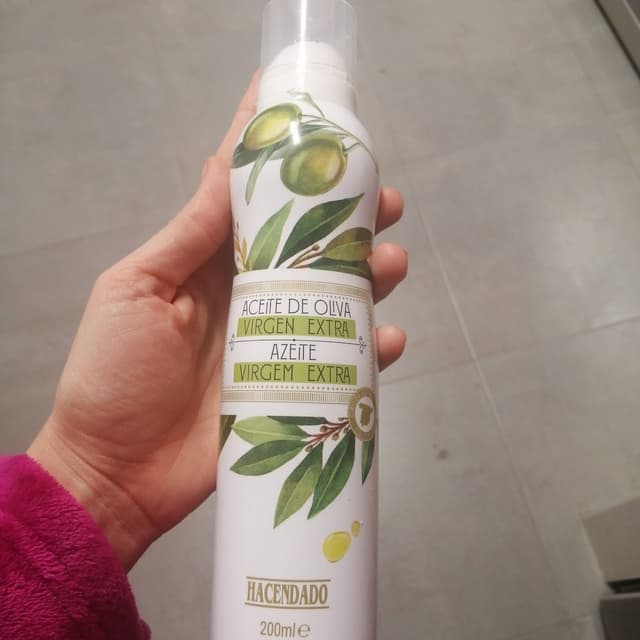 ACEITE DE OLIVA
VIRGEN EXTRA
AZEITE
VIRGEM EXTRA
HACENDADO
200ml℮